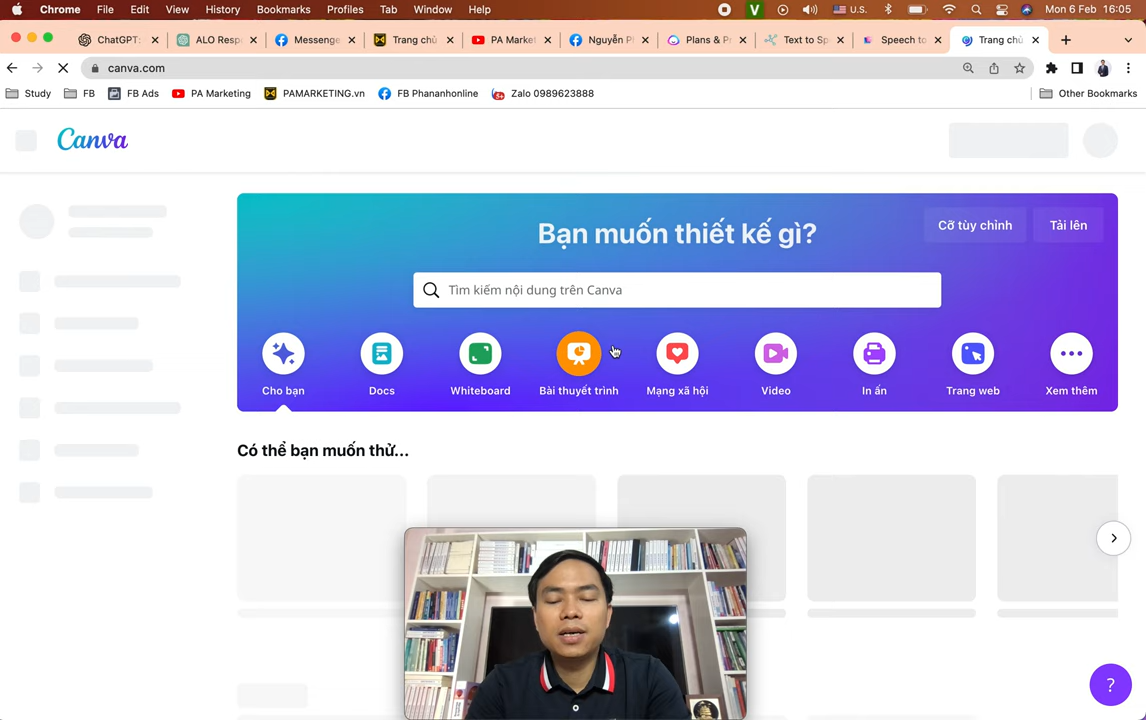 Chrome File Edit View History Bookmarks Profiles Tab Window Help V U.S. Mon 6 Feb 16:05
ChatGPT: ALO Resp Messenge Trang chủ PA Market Nguyễn P Plans & P Text to Sp Speech to Trang chủ
canva.com
Study FB FB Ads PA Marketing PAMARKETING.vn FB Phananhonline Zalo 0989623888 Other Bookmarks
Canva
Bạn muốn thiết kế gì?
Cỡ tùy chỉnh
Tải lên
Tìm kiếm nội dung trên Canva
Cho bạn Docs Whiteboard Bài thuyết trình Mạng xã hội Video In ấn Trang web Xem thêm
Có thể bạn muốn thử...
?